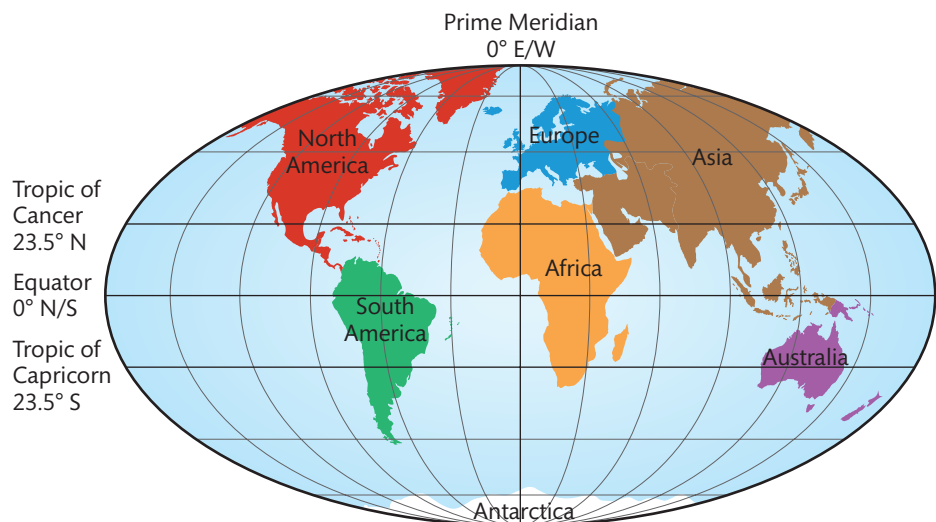 Prime Meridian
0° E/W
North
America
Europe
Asia
Tropic of
Cancer
23.5° N
Africa
Equator
0° N/S
South
America
Tropic of
Capricorn
23.5° S
Australia
Antarctica